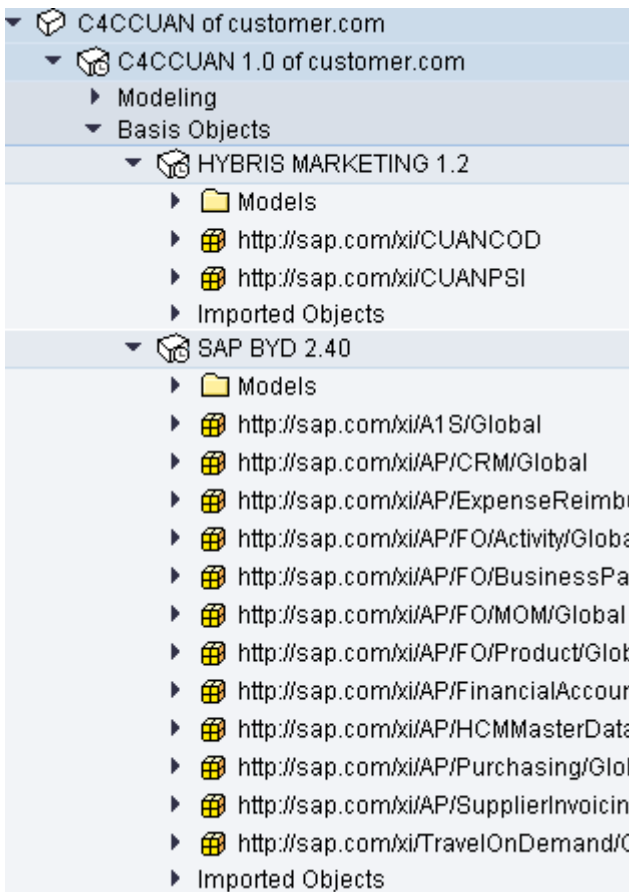 C4CCUAN of customer.com
C4CCUAN 1.0 of customer.com
Modeling
Basis Objects
HYBRIS MARKETING 1.2
Models
http://sap.com/xi/CUANCOD
http://sap.com/xi/CUANPSI
Imported Objects
SAP BYD 2.40
Models
http://sap.com/xi/A1S/Global
http://sap.com/xi/AP/CRM/Global
http://sap.com/xi/AP/ExpenseReimbu
http://sap.com/xi/AP/FO/Activity/Globa
http://sap.com/xi/AP/FO/BusinessPa
http://sap.com/xi/AP/FO/MOM/Global
http://sap.com/xi/AP/FO/Product/Glob
http://sap.com/xi/AP/FinancialAccour
http://sap.com/xi/AP/HCMMasterData
http://sap.com/xi/AP/Purchasing/Glol
http://sap.com/xi/AP/SupplierInvoicin
http://sap.com/xi/TravelOnDemand/G
Imported Objects